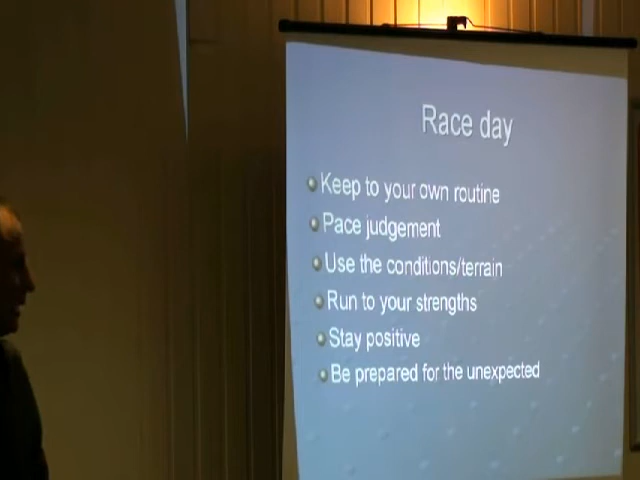 Race day
Keep to your own routine
Pace judgement
Use the conditions/terrain
Run to your strengths
Stay positive
Be prepared for the unexpected